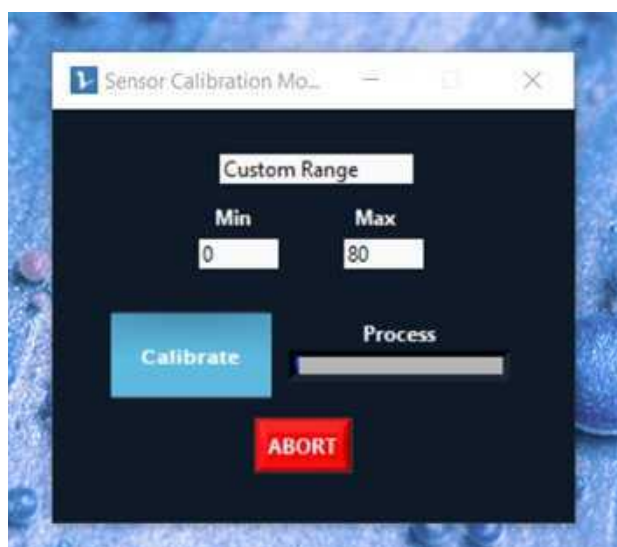 Sensor Calibration Mo...
Custom Range
Min Max
0 80
Process
Calibrate
ABORT